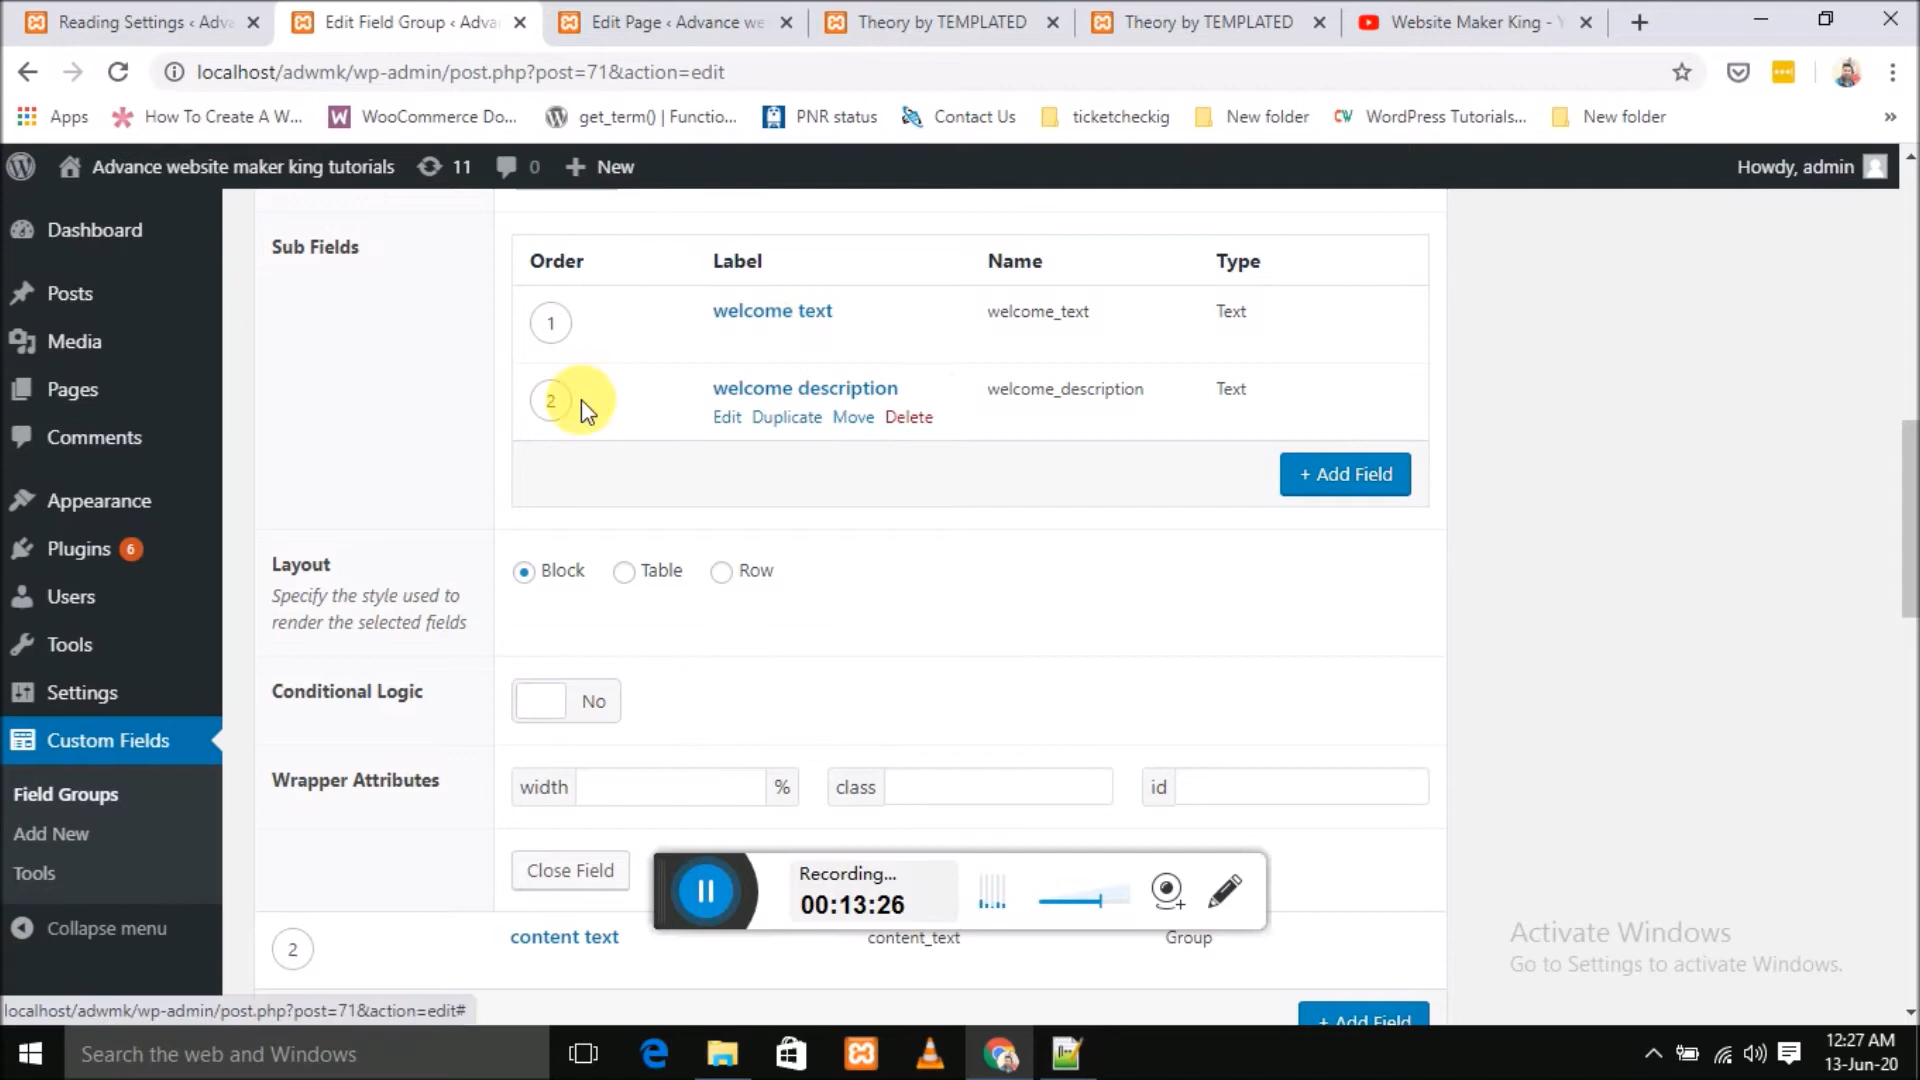 Reading Settings ‹ Adva
Edit Field Group ‹ Advan
Edit Page ‹ Advance we
Theory by TEMPLATED
Theory by TEMPLATED
Website Maker King - Y
localhost/adwmk/wp-admin/post.php?post=71&action=edit
Apps
How To Create A W...
WooCommerce Do...
get_term() | Functio...
PNR status
Contact Us
ticketcheckig
New folder
CW WordPress Tutorials...
New folder
»
Advance website maker king tutorials
11
0
New
Howdy, admin
Dashboard
Posts
Media
Pages
Comments
Appearance
Plugins 6
Users
Tools
Settings
Custom Fields
Field Groups
Add New
Tools
Collapse menu
Sub Fields
Order Label Name Type
1 welcome text welcome_text Text
2 welcome description welcome_description Text
Edit Duplicate Move Delete
+ Add Field
Layout
Specify the style used to
render the selected fields
Block Table Row
Conditional Logic
No
Wrapper Attributes
width % class id
Close Field
Recording...
00:13:26
2 content text content_text Group
+ Add Field
Activate Windows
Go to Settings to activate Windows.
localhost/adwmk/wp-admin/post.php?post=71&action=edit#
Search the web and Windows
12:27 AM
13-Jun-20